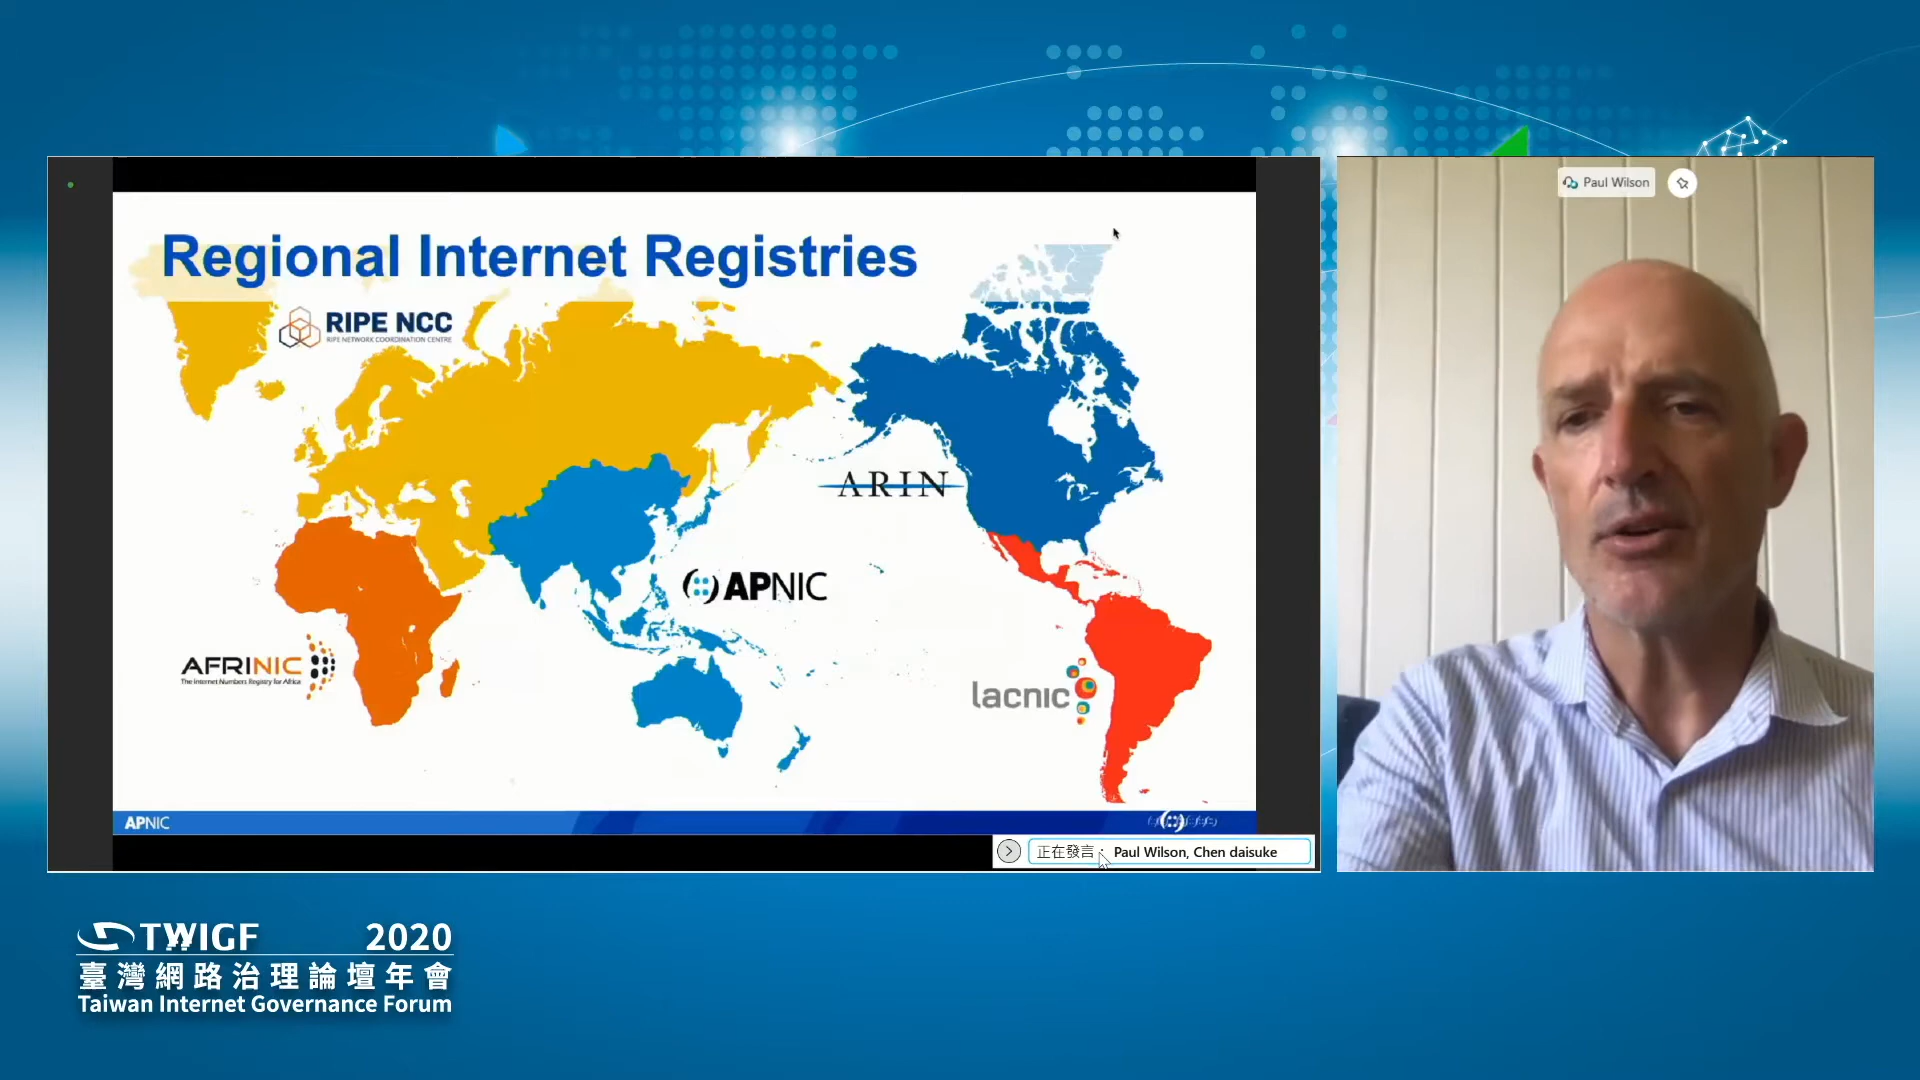 Paul Wilson
Regional Internet Registries
RIPE NCC
RIPE NETWORK COORDINATION CENTRE
ARIN
APNIC
AFRINIC
The Internet Numbers Registry for Africa
lacnic
APNIC
正在發言： Paul Wilson, Chen daisuke
TWIGF 2020
臺灣網路治理論壇年會
Taiwan Internet Governance Forum